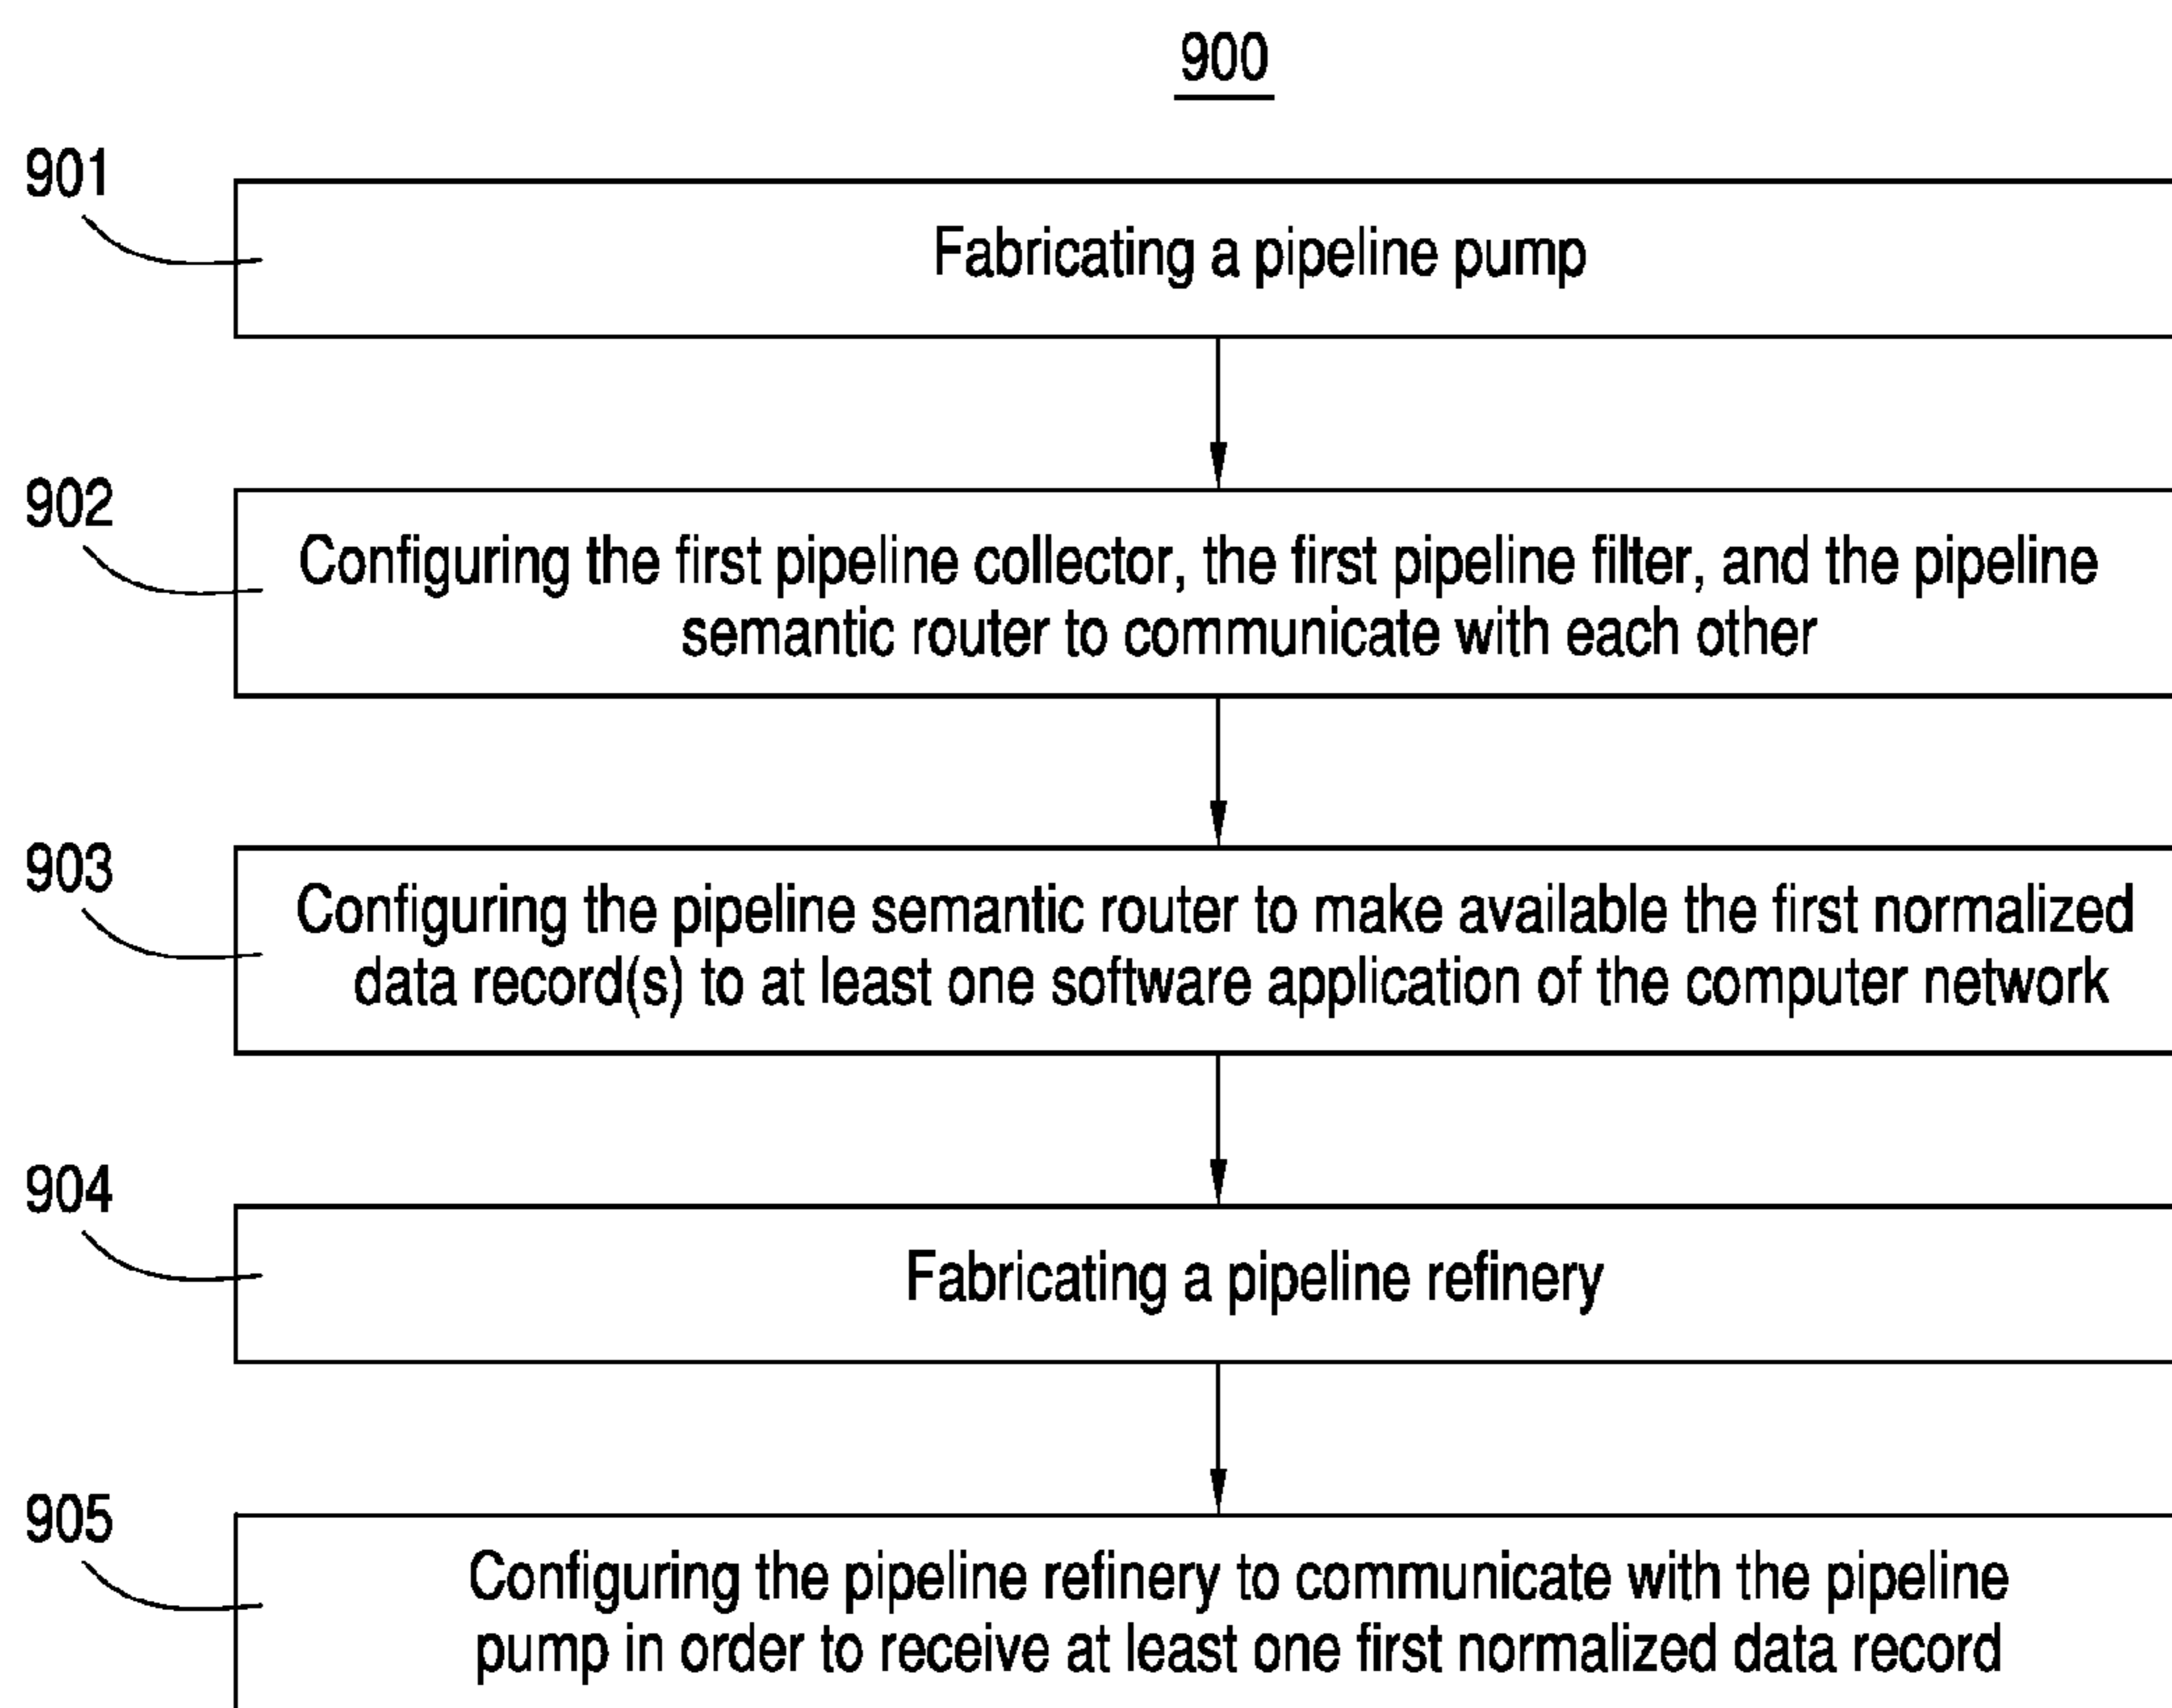 900
901
Fabricating a pipeline pump
902
Configuring the first pipeline collector, the first pipeline filter, and the pipeline
semantic router to communicate with each other
903
Configuring the pipeline semantic router to make available the first normalized
data record(s) to at least one software application of the computer network
904
Fabricating a pipeline refinery
905
Configuring the pipeline refinery to communicate with the pipeline
pump in order to receive at least one first normalized data record